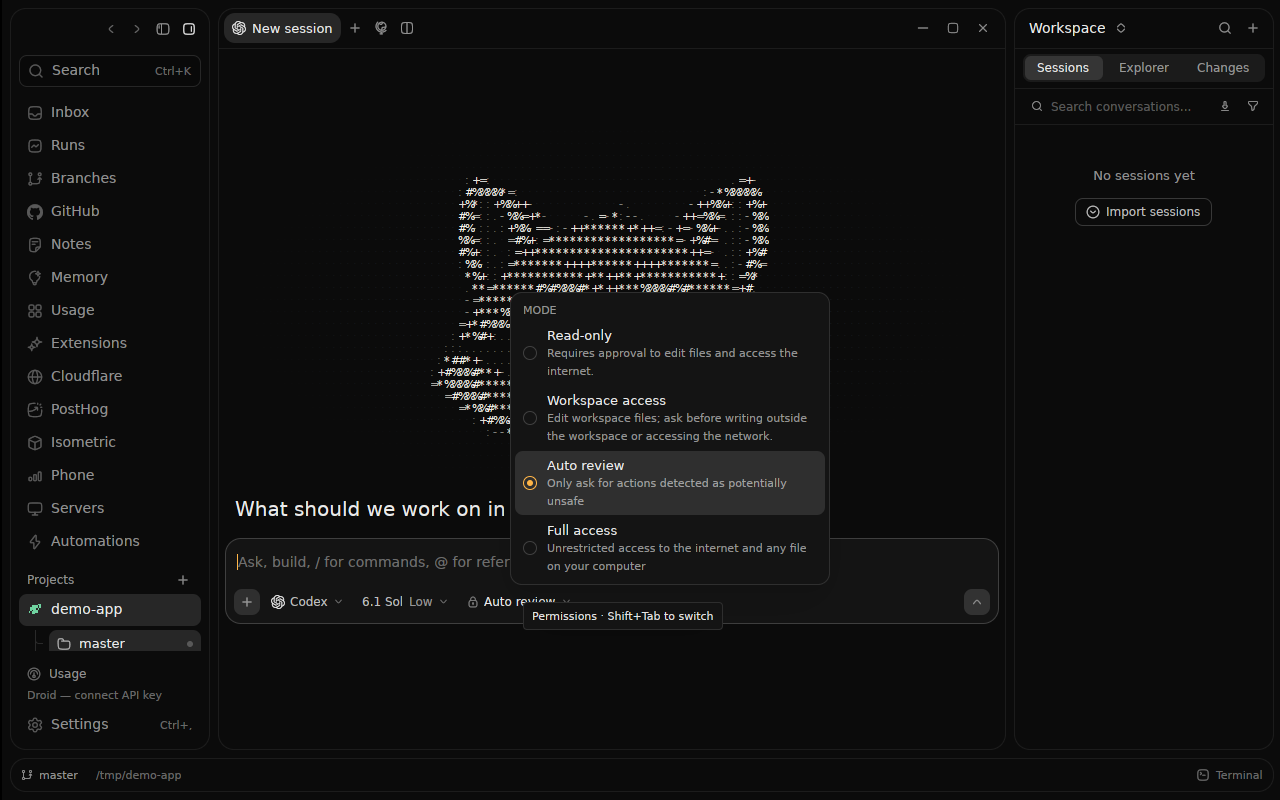 New session
Workspace
Search Ctrl+K
Inbox
Runs
Branches
GitHub
Notes
Memory
Usage
Extensions
Cloudflare
PostHog
Isometric
Phone
Servers
Automations
Projects
demo-app
master
Usage
Droid — connect API key
Settings Ctrl+,
MODE
Read-only
Requires approval to edit files and access the
internet.
Workspace access
Edit workspace files; ask before writing outside
the workspace or accessing the network.
Auto review
Only ask for actions detected as potentially
unsafe
Full access
Unrestricted access to the internet and any file
on your computer
What should we work on in
Ask, build, / for commands, @ for refer
Codex 6.1 Sol Low Auto review
Permissions · Shift+Tab to switch
Sessions Explorer Changes
Search conversations...
No sessions yet
Import sessions
master /tmp/demo-app
Terminal